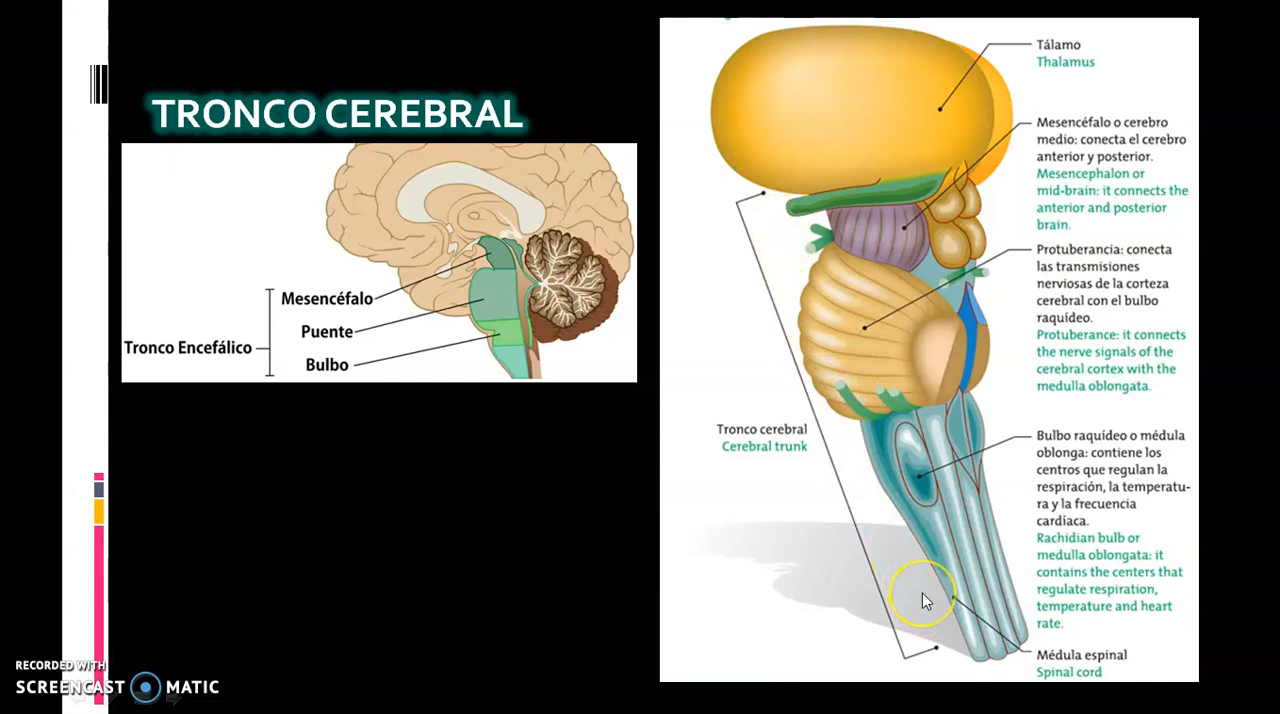 TRONCO CEREBRAL
Mesencéfalo
Puente
Tronco Encefálico
Bulbo
Tálamo
Thalamus
Mesencéfalo o cerebro
medio: conecta el cerebro
anterior y posterior.
Mesencephalon or
mid-brain: it connects the
anterior and posterior
brain.
Protuberancia: conecta
las transmisiones
nerviosas de la corteza
cerebral con el bulbo
raquídeo.
Protuberance: it connects
the nerve signals of the
cerebral cortex with the
medulla oblongata.
Tronco cerebral
Cerebral trunk
Bulbo raquídeo o médula
oblonga: contiene los
centros que regulan la
respiración, la temperatu-
ra y la frecuencia
cardíaca.
Rachidian bulb or
medulla oblongata: it
contains the centers that
regulate respiration,
temperature and heart
rate.
Médula espinal
Spinal cord
RECORDED WITH
SCREENCAST MATIC